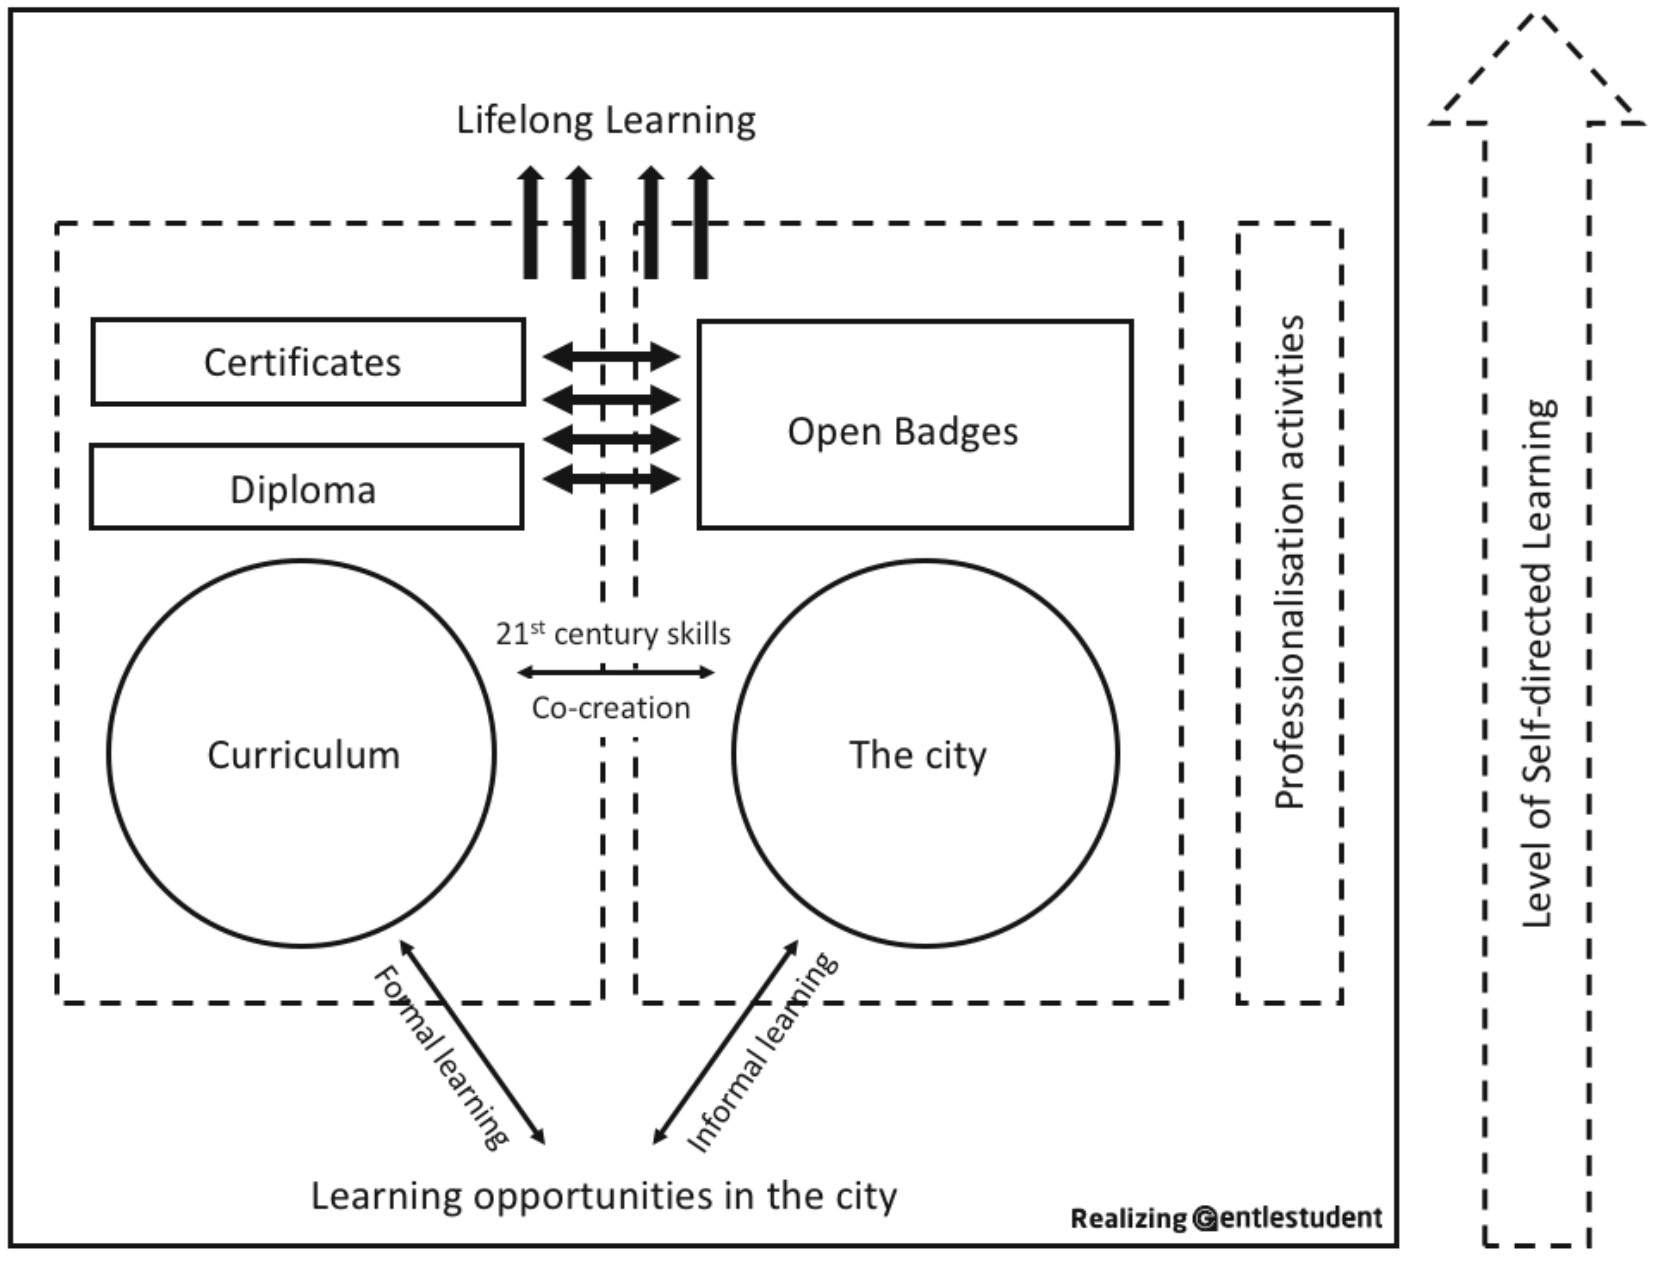 Lifelong Learning
Certificates
Diploma
Open Badges
21st century skills
Co-creation
Curriculum
The city
Formal learning
Informal learning
Learning opportunities in the city
Professionalisation activities
Level of Self-directed Learning
Realizing Gentlestudent